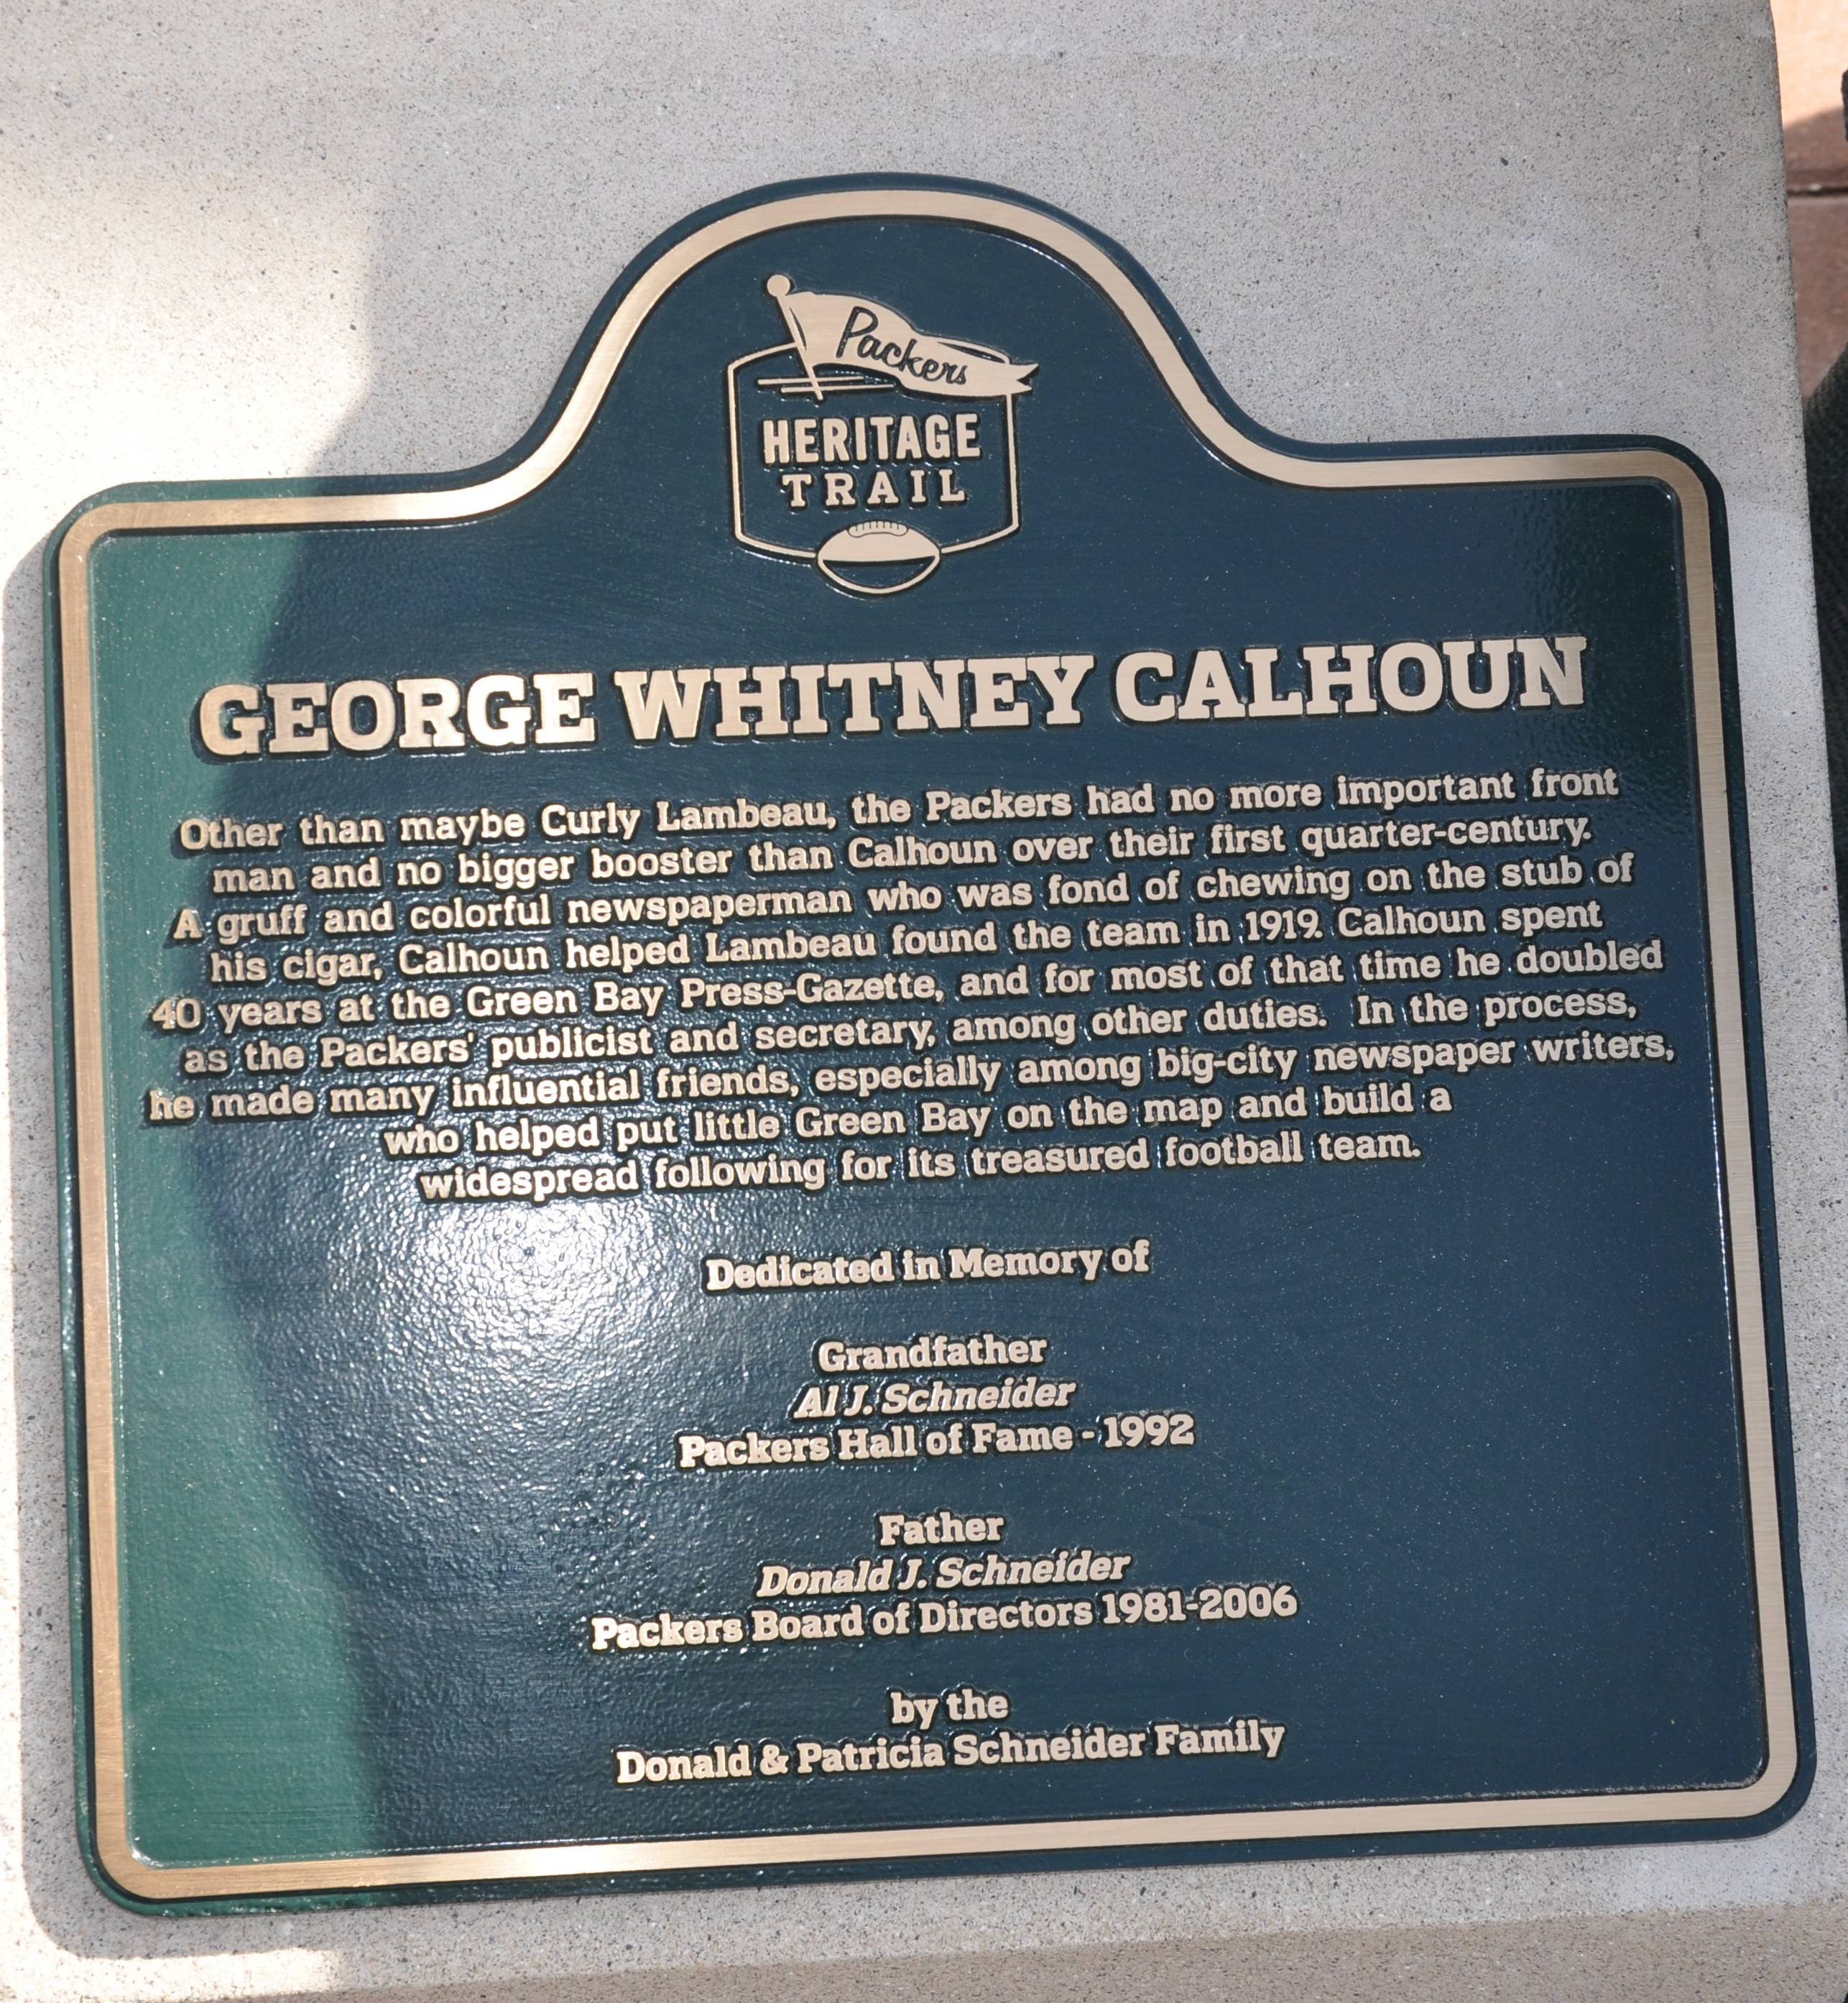 Packers
HERITAGE
TRAIL
GEORGE WHITNEY CALHOUN
Other than maybe Curly Lambeau, the Packers had no more important front
man and no bigger booster than Calhoun over their first quarter-century.
A gruff and colorful newspaperman who was fond of chewing on the stub of
his cigar, Calhoun helped Lambeau found the team in 1919. Calhoun spent
40 years at the Green Bay Press-Gazette, and for most of that time he doubled
as the Packers' publicist and secretary, among other duties. In the process,
he made many influential friends, especially among big-city newspaper writers,
who helped put little Green Bay on the map and build a
widespread following for its treasured football team.
Dedicated in Memory of
Grandfather
Al J. Schneider
Packers Hall of Fame - 1992
Father
Donald J. Schneider
Packers Board of Directors 1981-2006
by the
Donald & Patricia Schneider Family